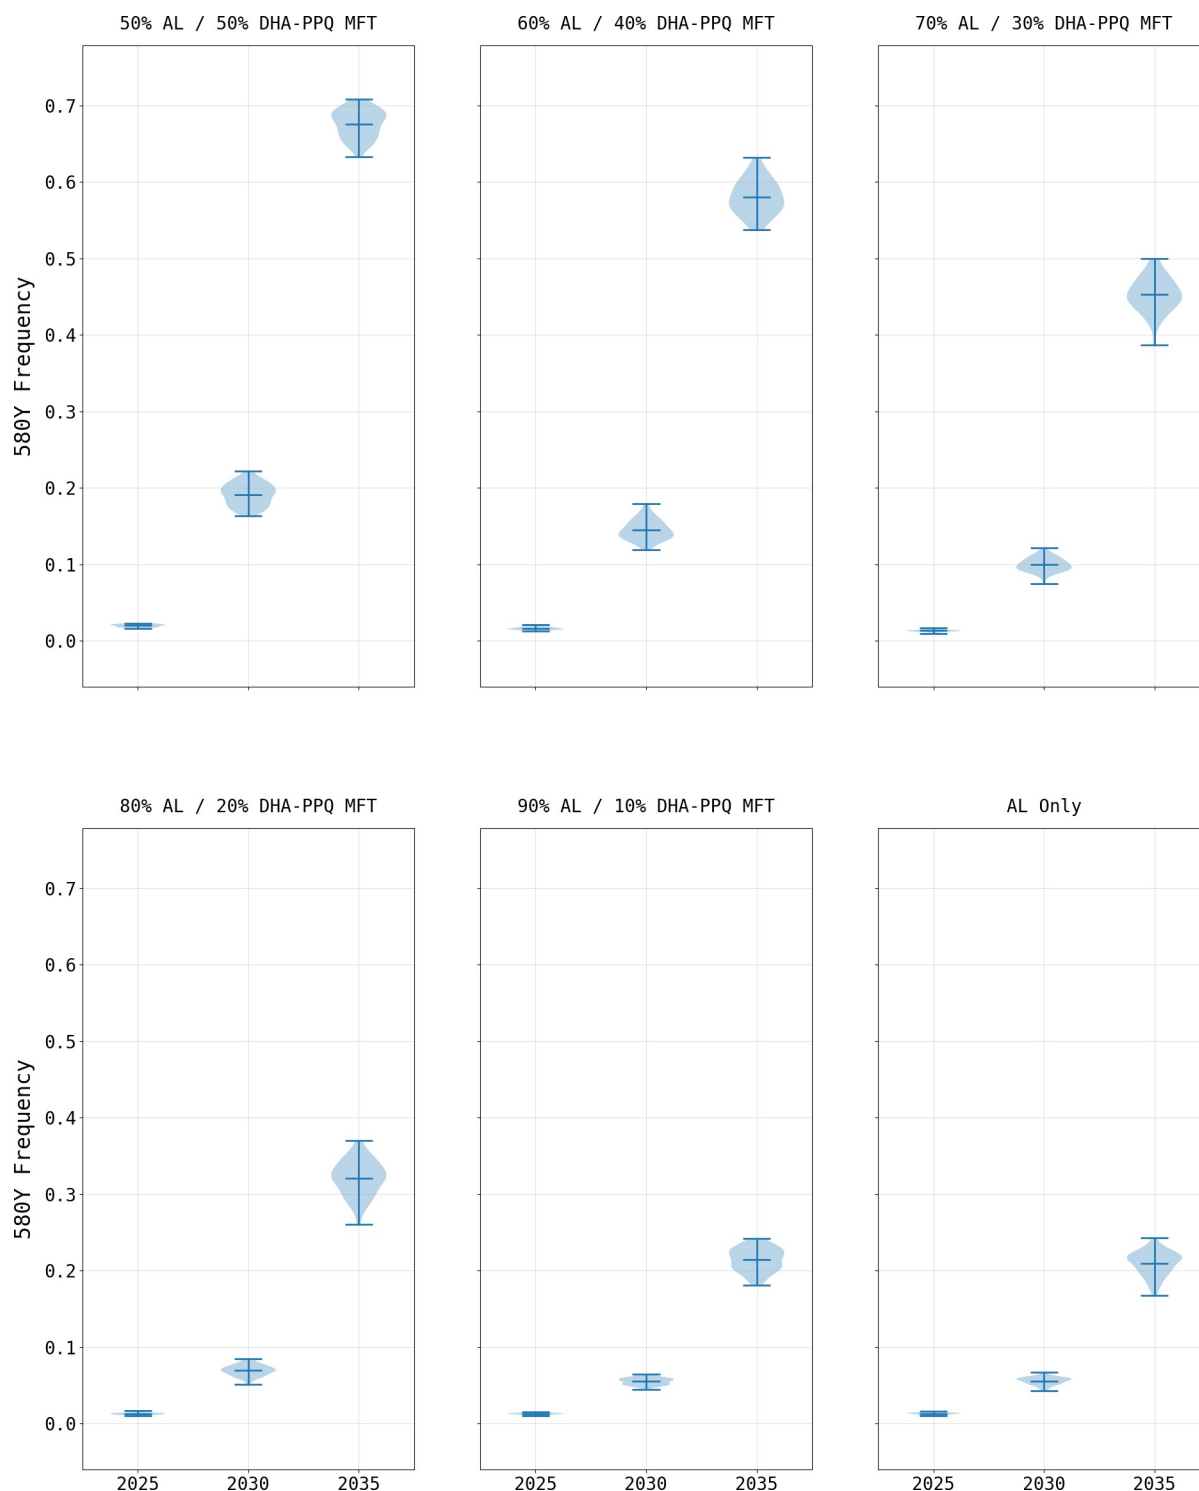 50% AL / 50% DHA-PPQ MFT
60% AL / 40% DHA-PPQ MFT
70% AL / 30% DHA-PPQ MFT
580Y Frequency
0.7
0.6
0.5
0.4
0.3
0.2
0.1
0.0
80% AL / 20% DHA-PPQ MFT
90% AL / 10% DHA-PPQ MFT
AL Only
580Y Frequency
0.7
0.6
0.5
0.4
0.3
0.2
0.1
0.0
2025 2030 2035
2025 2030 2035
2025 2030 2035